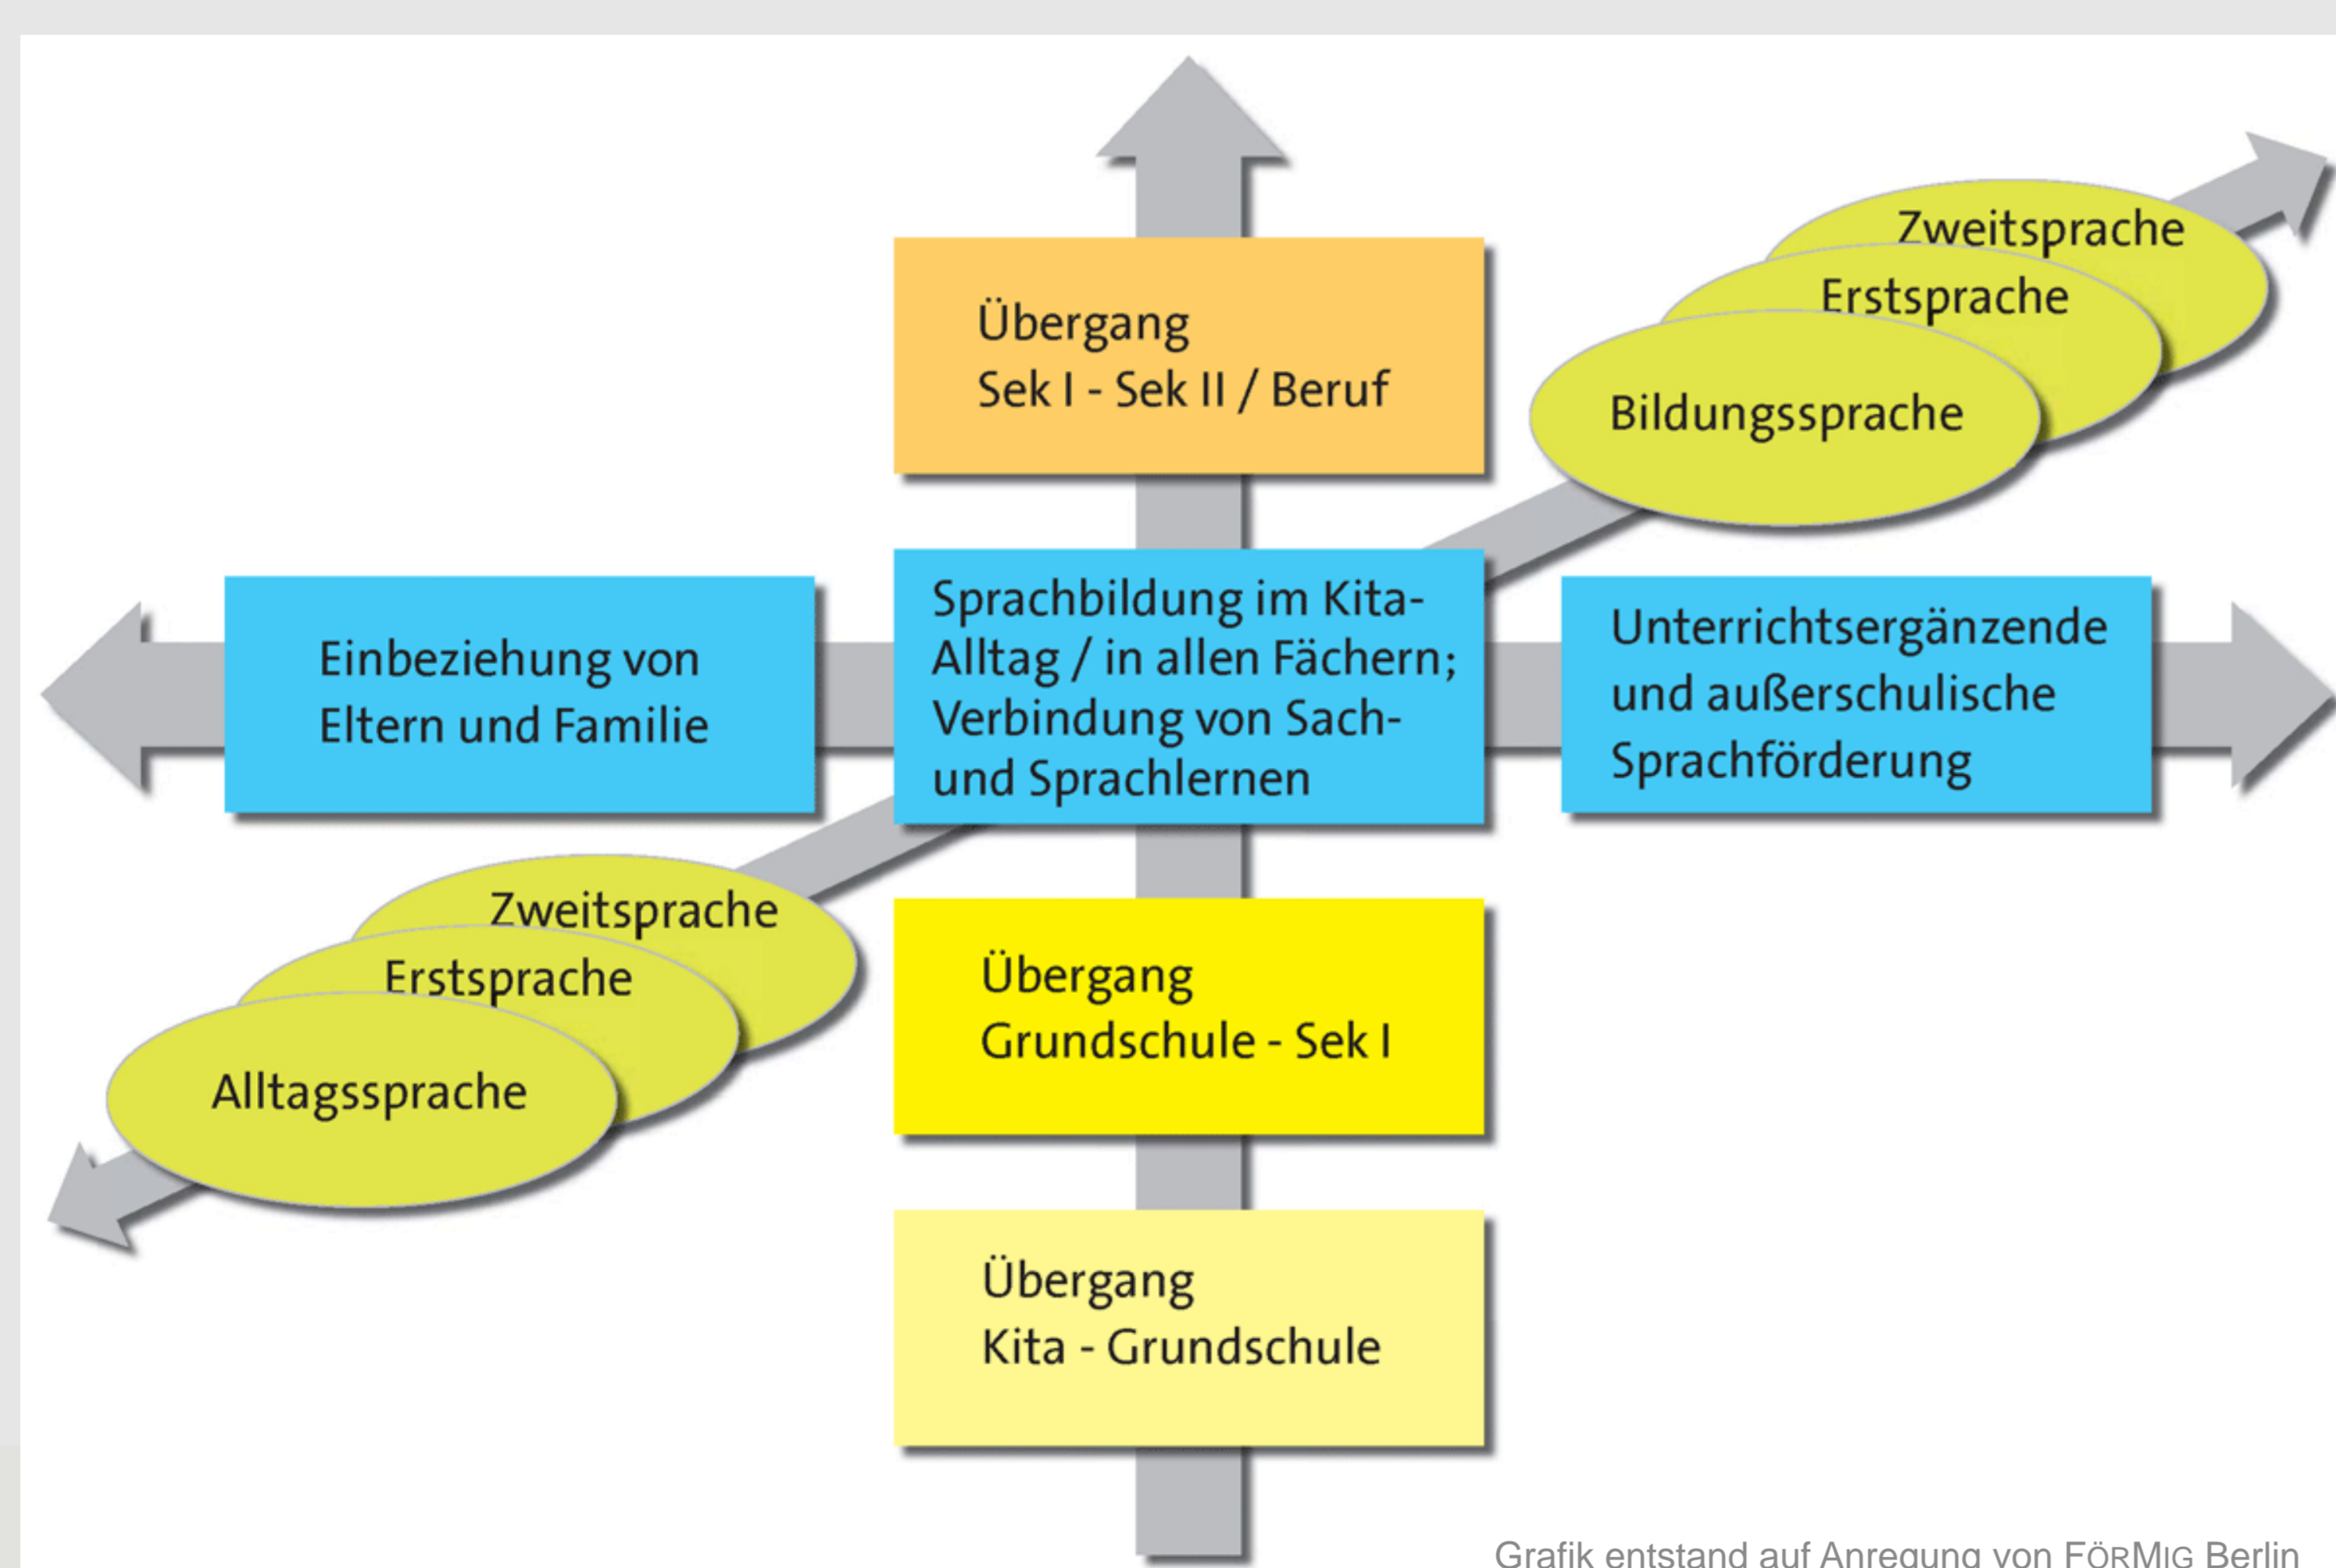 Zweitsprache
Erstsprache
Bildungssprache
Übergang
Sek I - Sek II / Beruf
Einbeziehung von
Eltern und Familie
Sprachbildung im Kita-
Alltag / in allen Fächern;
Verbindung von Sach-
und Sprachlernen
Unterrichtsergänzende
und außerschulische
Sprachförderung
Zweitsprache
Erstsprache
Alltagssprache
Übergang
Grundschule - Sek I
Übergang
Kita - Grundschule
Grafik entstand auf Anregung von FÖRMIG Berlin